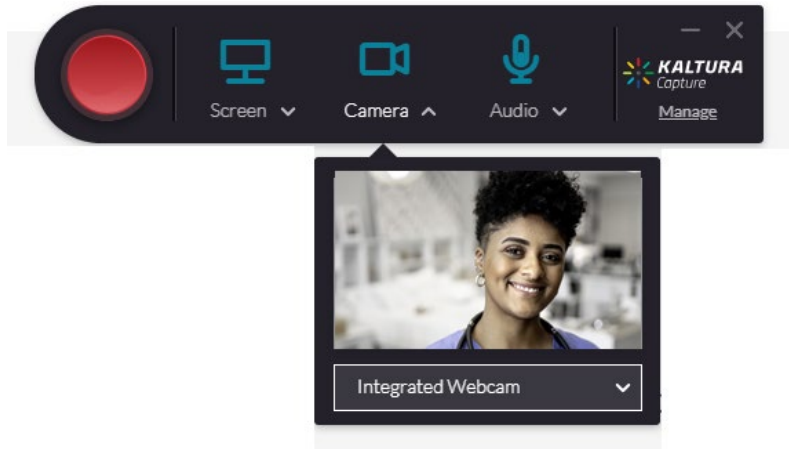 Screen
Camera
Audio
KALTURA
Capture
Manage
Integrated Webcam